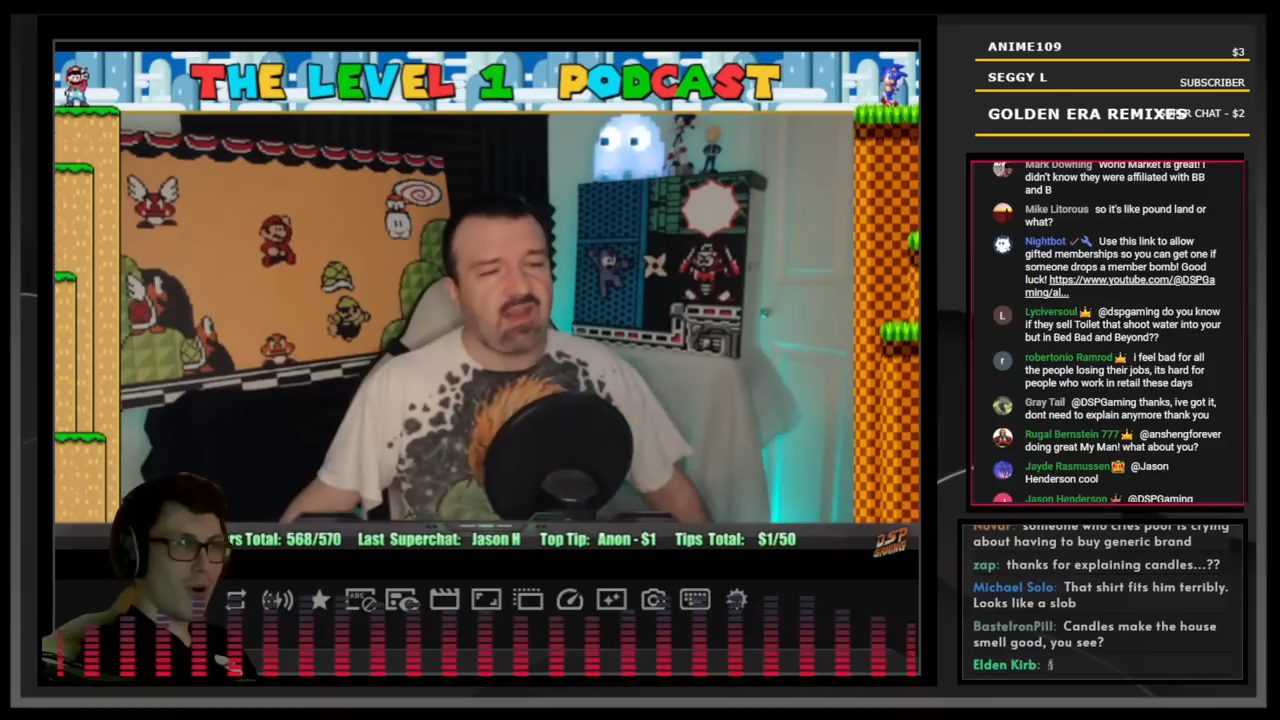 THE LEVEL 1 PODCAST
ANIME109
$3
SEGGY L
SUBSCRIBER
GOLDEN ERA REMIXES
CHAT - $2
Mark Downing World Market is great! I
didn't know they were affiliated with BB
and B
Mike Litorous so it's like pound land or
what?
Nightbot Use this link to allow
gifted memberships so you can get one if
someone drops a member bomb! Good
luck! https://www.youtube.com/@DSPGa
ming/al...
L
Lyciversoul @dspgaming do you know
if they sell Toilet that shoot water into your
but in Bed Bad and Beyond??
r
robertonio Ramrod i feel bad for all
the people losing their jobs, its hard for
people who work in retail these days
Gray Tail @DSPGaming thanks, ive got it,
dont need to explain anymore thank you
Rugal Bernstein 777 @anshengforever
doing great My Man! what about you?
Jayde Rasmussen @Jason
Henderson cool
Jason Henderson @DSPGaming
Novar: someone who cries poor is crying
about having to buy generic brand
zap: thanks for explaining candles...??
Michael Solo: That shirt fits him terribly.
Looks like a slob
BasteIronPill: Candles make the house
smell good, you see?
Elden Kirb:
rs Total: 568/570 Last Superchat: Jason H Top Tip: Anon - $1 Tips Total: $1/50
DSP
GAMING
ADS